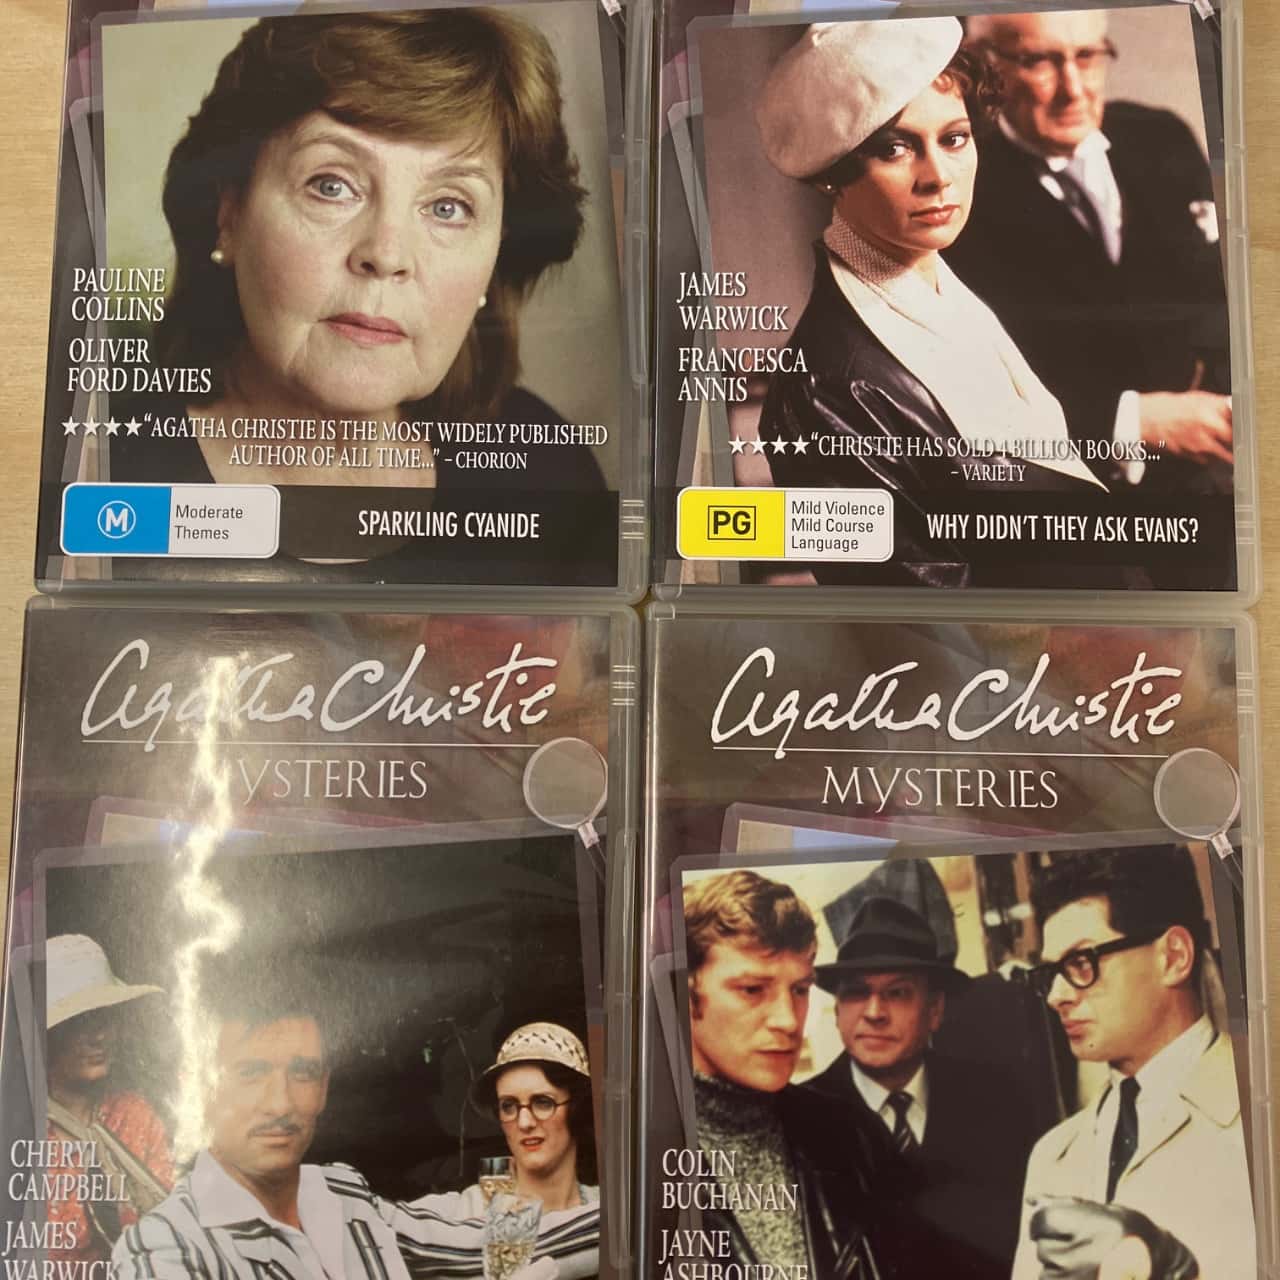 PAULINE
COLLINS
OLIVER
FORD DAVIES
★★★★“AGATHA CHRISTIE IS THE MOST WIDELY PUBLISHED
AUTHOR OF ALL TIME...” – CHORION
M
Moderate
Themes
SPARKLING CYANIDE
JAMES
WARWICK
FRANCESCA
ANNIS
★★★★“CHRISTIE HAS SOLD 4 BILLION BOOKS...”
– VARIETY
PG
Mild Violence
Mild Course
Language
WHY DIDN'T THEY ASK EVANS?
Agatha Christie
MYSTERIES
CHERYL
CAMPBELL
JAMES
WARWICK
Agatha Christie
MYSTERIES
COLIN
BUCHANAN
JAYNE
ASHBOURNE